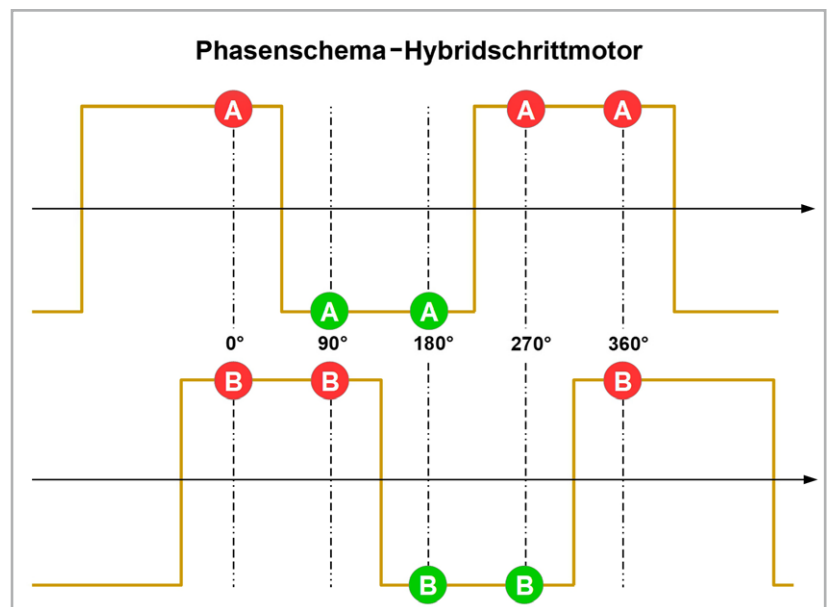 Phasenschema-Hybridschrittmotor
A A A
A A
0° 90° 180° 270° 360°
B B B
B B